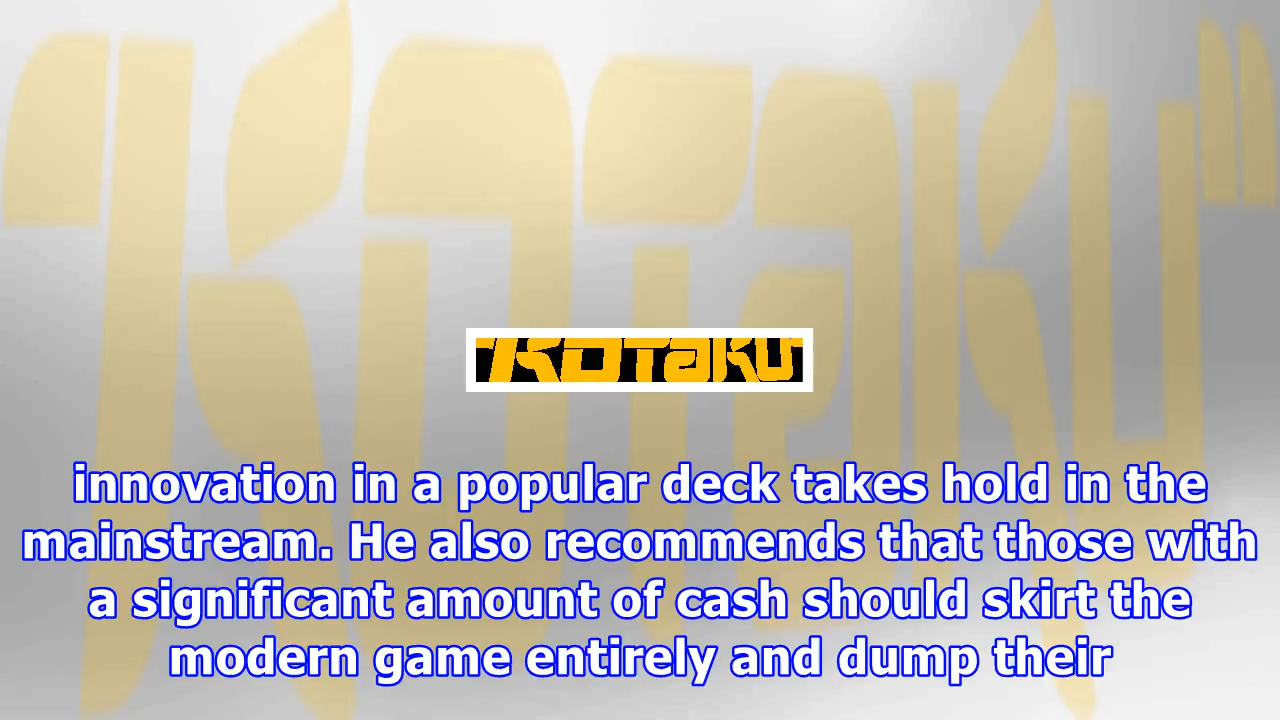 "KOTAKU"
KOTAKU
innovation in a popular deck takes hold in the
mainstream. He also recommends that those with
a significant amount of cash should skirt the
modern game entirely and dump their